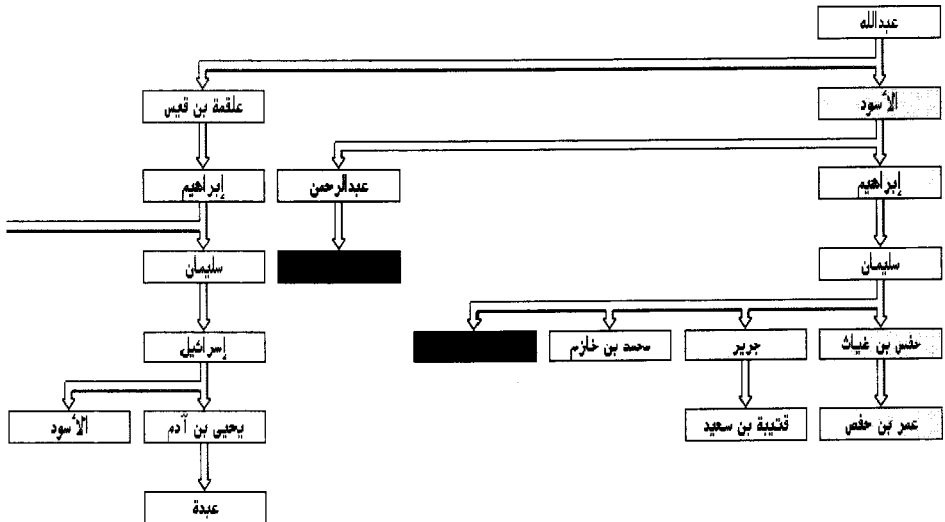 عبدالله
الأسود
علقمة بن قيس
إبراهيم
عبدالرحمن
إبراهيم
سليمان
سليمان
حفص بن غياث
جرير
محمد بن خازم
إسرائيل
عمر بن حفص
قتيبة بن سعيد
يحيى بن آدم
الأسود
عبدة